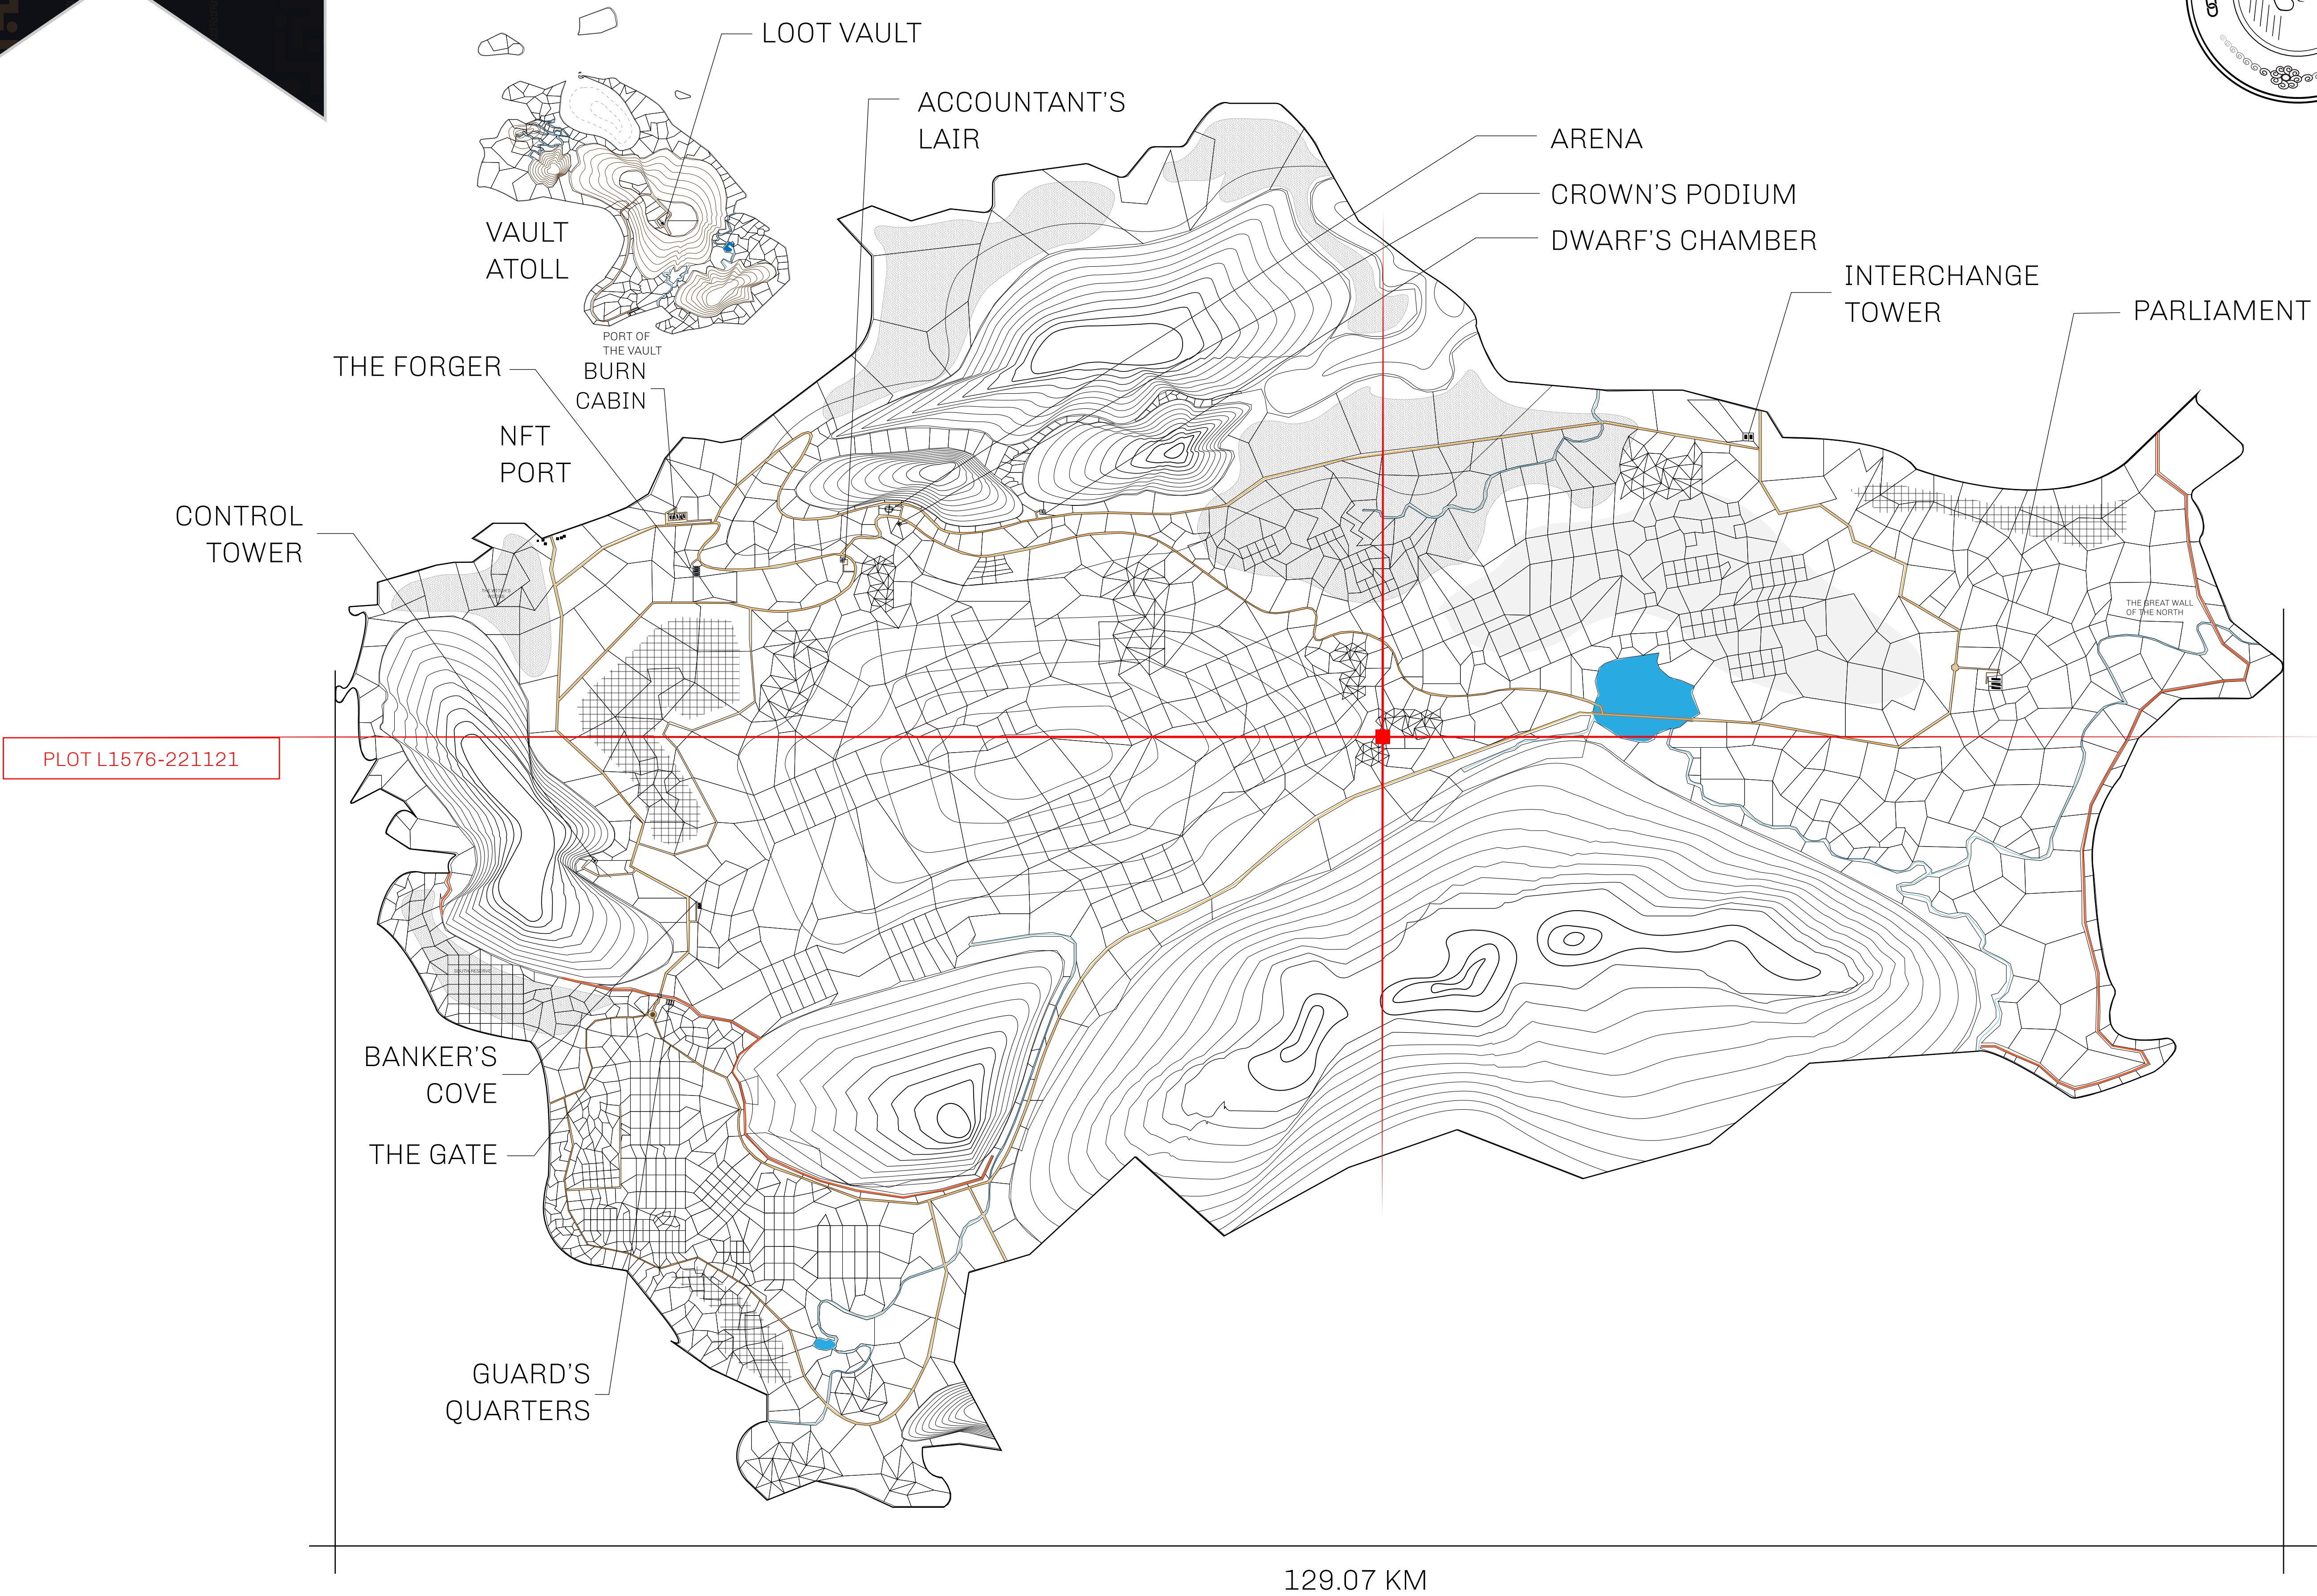 LOOT VAULT
ACCOUNTANT'S
LAIR
ARENA
CROWN'S PODIUM
DWARF'S CHAMBER
VAULT
ATOLL
INTERCHANGE
TOWER
PARLIAMENT
PORT OF
THE VAULT
THE FORGER
BURN
CABIN
NFT
PORT
CONTROL
TOWER
THE GREAT WALL
OF THE NORTH
PLOT L1576-221121
SOUTH RESERVE
BANKER'S
COVE
THE GATE
GUARD'S
QUARTERS
129.07 KM